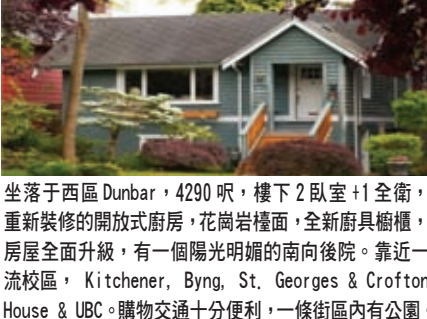 坐落于西區 Dunbar，4290 呎，樓下 2 臥室 +1 全衛，
重新裝修的開放式廚房，花崗岩檯面，全新廚具櫥櫃，
房屋全面升級，有一個陽光明媚的南向後院。靠近一
流校區， Kitchener, Byng, St. Georges & Crofton
House & UBC。購物交通十分便利，一條街區內有公園。